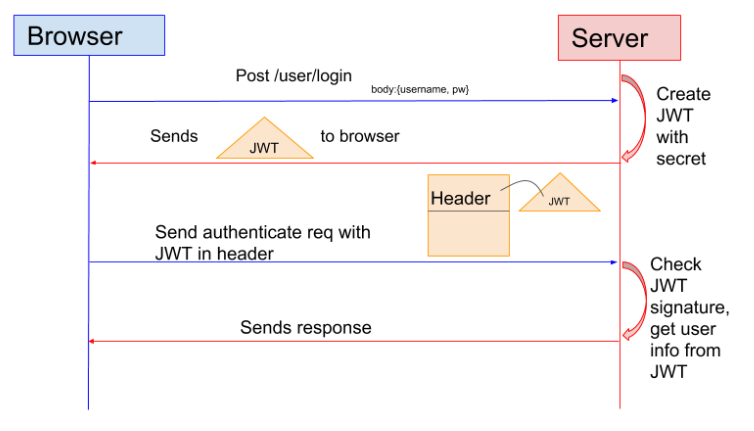 Browser
Server
Post /user/login
body:{username, pw}
Create
JWT
with
secret
Sends
JWT
to browser
Header
JWT
Send authenticate req with
JWT in header
Check
JWT
signature,
get user
info from
JWT
Sends response